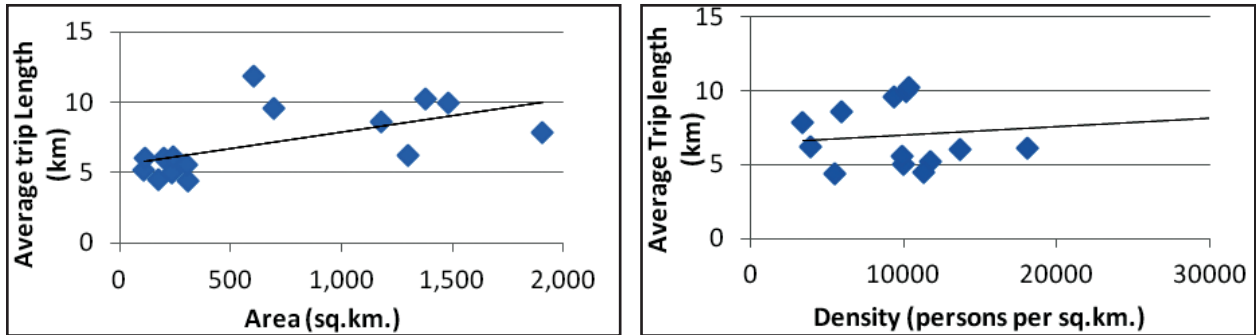 Average trip Length
(km)
15
10
5
0
0 500 1,000 1,500 2,000
Area (sq.km.)
Average Trip length
(km)
15
10
5
0
0 10000 20000 30000
Density (persons per sq.km.)